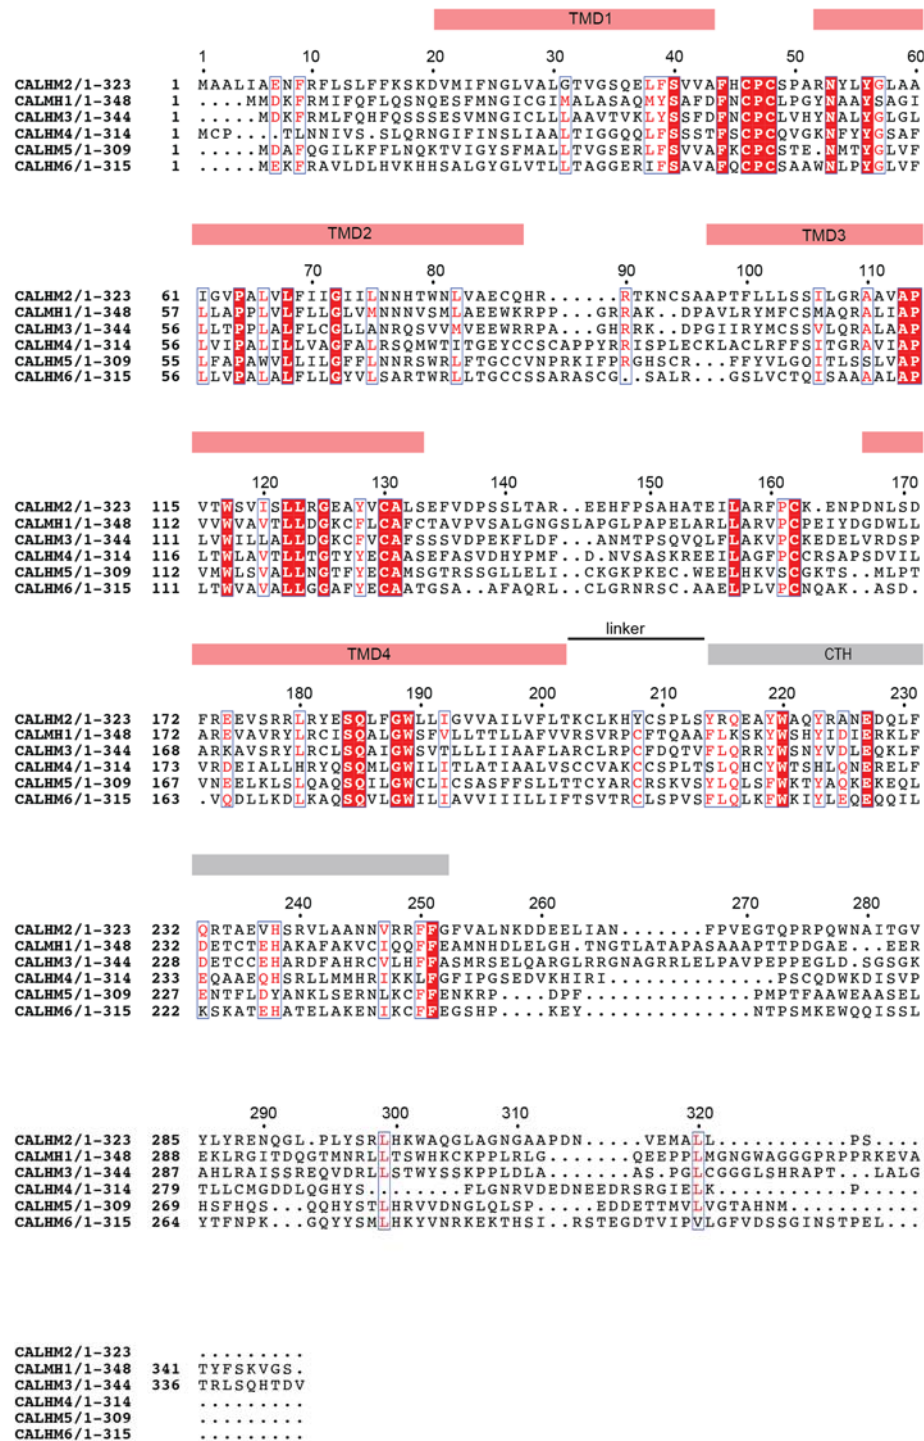 TMD1
1 10 20 30 40 50 60
CALHM2/1-323 1 MAALIAENFRFLSLFFKSKDVMIFNGLVALGTVGSQELFSVVAFHCPCSPARNYLYGLAA
CALMH1/1-348 1 ....MMDKFRMIFQFLQSNQESFMNGICGIMALASAQMYSAFDFNCPCLPGYNAAYSAGI
CALHM3/1-344 1 .....MDKFRMLFQHFQSSSESVMNGICLLLAAVTVKLYSSFDFNCPCLVHYNALYGLGL
CALHM4/1-314 1 MCP...TLNNIVS.SLQRNGIFINSLIAALTIGGQQLFSSSTFSCPCQVGKNFYYGSAF
CALHM5/1-309 1 .....MDAFQGILKFFLNQKTVIGYSFMALLTVGSERLFSVVAFKCPCSTE.NMTYGLVF
CALHM6/1-315 1 .....MEKFRAVLDLHVKHHSALGYGLVTLLTAGGERIFSAVAFQCPCSAAWNLPYGLVF
TMD2 TMD3
70 80 90 100 110
CALHM2/1-323 61 IGVPALVLFIIGIILNNHTWNLVAECQHR......RTKNCSAAPTFLLLSSILGRAAVAP
CALMH1/1-348 57 LLAPPLVLFLLGLVMNNNVSMLAEEWKRPP...GRRAK..DPAVLRYMFCSMAQRALIAP
CALHM3/1-344 56 LLTPPLALFLCGLLANRQSVVMVEEWRRPA...GHRRK..DPGIIRYMCSSVLQRALAAP
CALHM4/1-314 56 LVIPALILLVAGFALRSQMWTITGEYCCSCAPPYRRISPLECKLACLRFFSITGRAVIAP
CALHM5/1-309 55 LFAPAWVLLILGFFLNNRSWRLFTGCCVNPRKIFPRGHSCR...FFYVLGQITLSSLVAP
CALHM6/1-315 56 LLVPALALFLLGYVLSARTWRLLTGCCSSARASCG..SALR...GSLVCTQISAAAALAP
120 130 140 150 160 170
CALHM2/1-323 115 VTWSVISLLRGEAYVCALSEFVDPSSLTAR...EEHFPSAHATEILARFPCK.ENPDNLSD
CALMH1/1-348 112 VVWVAVTLLDGKCFLCAFCTAVPVSALGNGSLAPGLPAPELARLLARVPCPEIYDGDWLL
CALHM3/1-344 111 LVWILLALLDGKCFVCAFSSSVDPEKFLDF..ANMTPSQVQLFLAKVPCKEDELVRDSP
CALHM4/1-314 116 LTWLAVTLLTGTYYECAASEFASVDHYPMF..D.NVSASKREEILAGFPCCRSAPSDVIL
CALHM5/1-309 112 VMWLSVALLNGTFYECAMSGTRSSGLLELI..CKGKPKEC.WEELHKVSCGKTS..MLPT
CALHM6/1-315 111 LTWVAVALLGGAFYECAATGSA..AFAQRL..CLGRNRSC.AAELPLVPCNQAK..ASD.
linker
TMD4 CTH
180 190 200 210 220 230
CALHM2/1-323 172 FREEVSRRLRYESQLFGWLLIGVVAILVFLTKCLKHYCSPLSYRQEAYWAQYRANEDQLF
CALMH1/1-348 172 AREVAVRYLRCISQALGWSFVLLTTLLAFVVRSVRPCFTQAAFLKSKYWSHYIDIERKLF
CALHM3/1-344 168 ARKAVSRYLRCLSQAIGWSVTLLLIIAAFLARCLRPCFDQTVFLQRRYWSNYVDLEQKLF
CALHM4/1-314 173 VRDEIALLHRYQSQMLGWILITLATIAALVSCCVAKCCSPLTSLQHCYWTSHLQNERELF
CALHM5/1-309 167 VNEELKLSLQAQSQILGWCLICSASFFSLLTTCYARCRSKVSYLQLSFWKTYAQKEKEQL
CALHM6/1-315 163 .VQDLLKDLKAQSQVLGWILIAVVIIILLIFTSVTRCLSPVSFLQLKFWKIYLEQEQQIL
240 250 260 270 280
CALHM2/1-323 232 QRTAEVHSRVLAANNVRRFFGFVALNKDDEELIAN.......FPVEGTQPRPQWNAITGV
CALMH1/1-348 232 DETCTEHAKAFAKVCIQQFFEAMNHDLELGH.TNGTLATAPASAAAPTTPDGAE...EER
CALHM3/1-344 228 DETCCEHARDFAHRCVLHFFASMRSELQARGLRRGNAGRRLELPAVPEPPEGLD.SGSGK
CALHM4/1-314 233 EQAAEQHSRLLMMHRIKKLFGFIPGSEDVKHIRI.........PSCQDWKDISVP
CALHM5/1-309 227 ENTFLDYANKLSERNLKCFFENKRP....DPF...........PMPTFAAWEAASEL
CALHM6/1-315 222 KSKATEHATELAKENIKCFFEGSHP....KEY...........NTPSMKEWQQISSL
290 300 310 320
CALHM2/1-323 285 YLYRENQGL.PLYSRLHKWAQGLAGNGAAPDN.....VEMALL.........PS....
CALMH1/1-348 288 EKLRGITDQGTMNRLLTSWHKCKPPLRLG......QEEPPLMGNGWAGGGPRPPRKEVA
CALHM3/1-344 287 AHLRAISSREQVDRLLSTWYSSKPPLDLA......AS.PGLCGGGLSHRAPT...LALG
CALHM4/1-314 279 TLLCMGDDLQGHYS.......FLGNRVDEDNEEDRSRGIELK.........P.....
CALHM5/1-309 269 HSFHQS...QQHYSTLHRVVDNGLQLSP.....EDDETTMVLVGTAHNM..........
CALHM6/1-315 264 YTFNPK...GQYYSMLHKYVNRKEKTHSI..RSTEGDTVIPVLGFVDSSGINSTPEL...
CALHM2/1-323 .........
CALMH1/1-348 341 TYFSKVGS.
CALHM3/1-344 336 TRLSQHTDV
CALHM4/1-314 .........
CALHM5/1-309 .........
CALHM6/1-315 .........